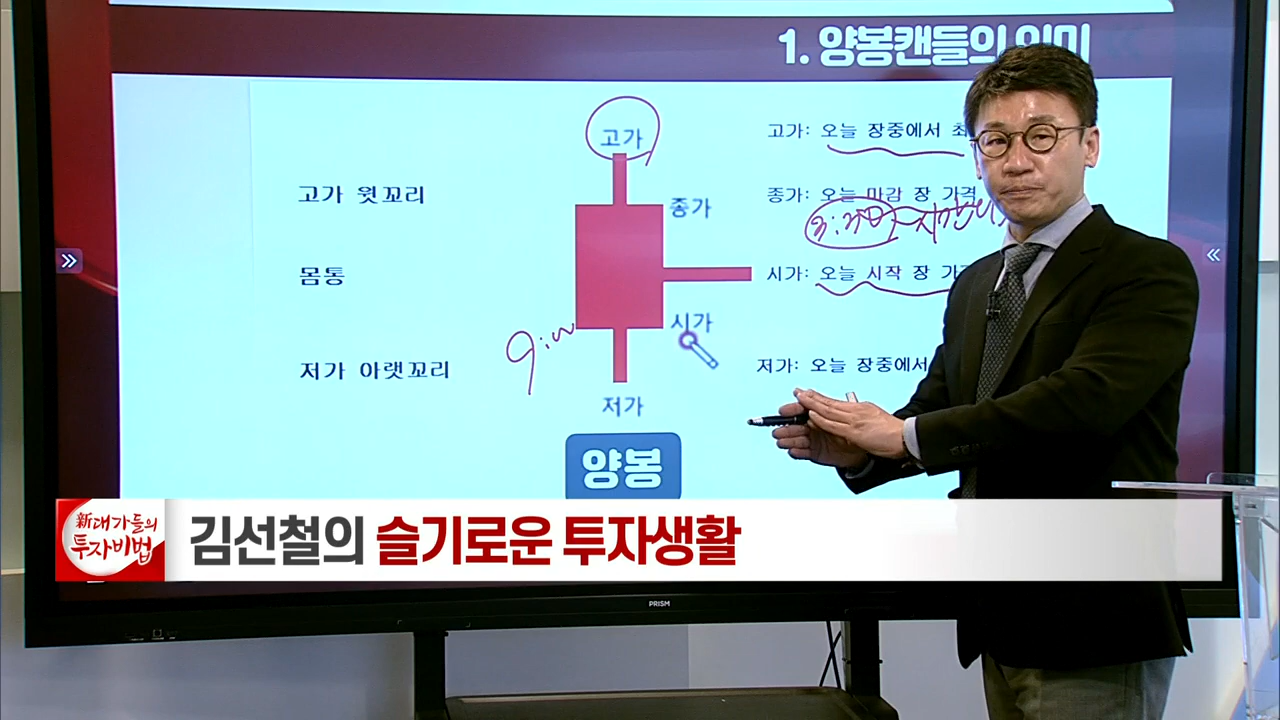 1. 양봉캔들의 의미
고가
고가: 오늘 장중에서 최
고가 윗꼬리
종가
종가: 오늘 마감 장 가격
몸통
시가: 오늘 시작 장 가격
시가
9:00
저가 아랫꼬리
저가: 오늘 장중에서
저가
양봉
新대가들의
투자비법
김선철의 슬기로운 투자생활
PRISM